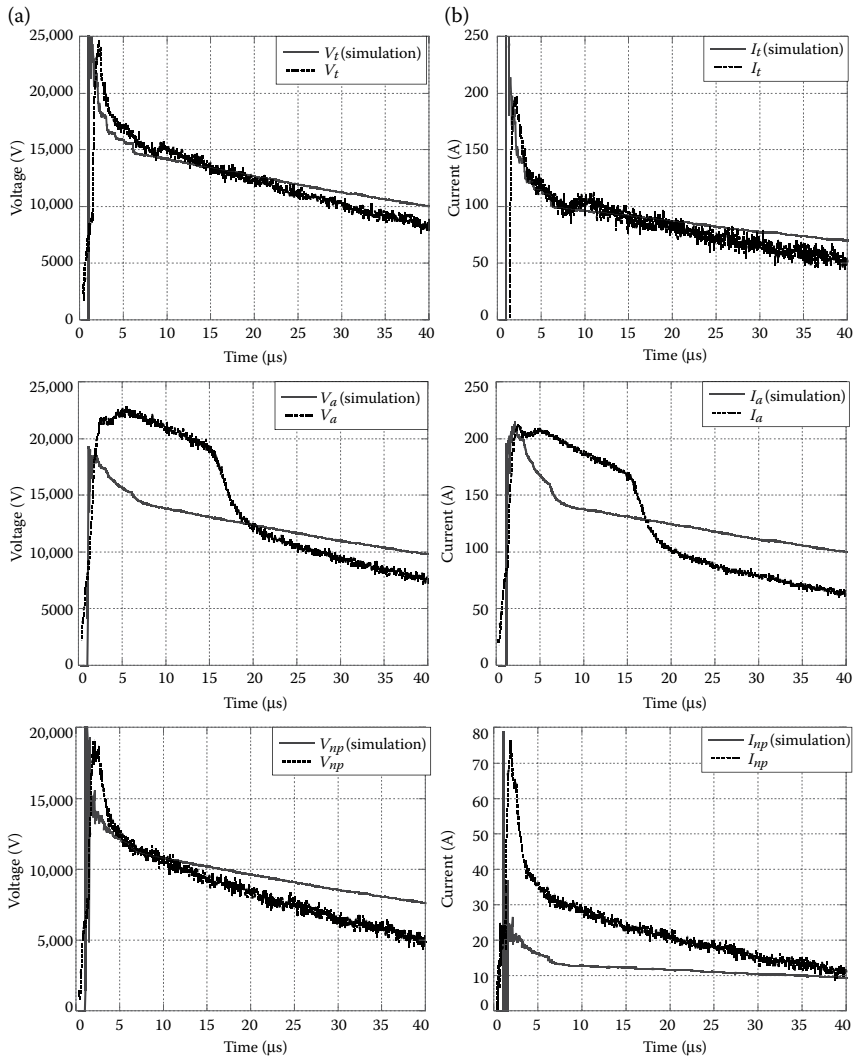 (a)
25,000
20,000
15,000
10,000
5000
0
Voltage (V)
V_t (simulation)
V_t
0 5 10 15 20 25 30 35 40
Time (μs)
(b)
250
200
150
100
50
0
Current (A)
I_t (simulation)
I_t
0 5 10 15 20 25 30 35 40
Time (μs)
25,000
20,000
15,000
10,000
5000
0
Voltage (V)
V_a (simulation)
V_a
0 5 10 15 20 25 30 35 40
Time (μs)
250
200
150
100
50
0
Current (A)
I_a (simulation)
I_a
0 5 10 15 20 25 30 35 40
Time (μs)
20,000
15,000
10,000
5,000
0
Voltage (V)
V_np (simulation)
V_np
0 5 10 15 20 25 30 35 40
Time (μs)
80
70
60
50
40
30
20
10
0
Current (A)
I_np (simulation)
I_np
0 5 10 15 20 25 30 35 40
Time (μs)